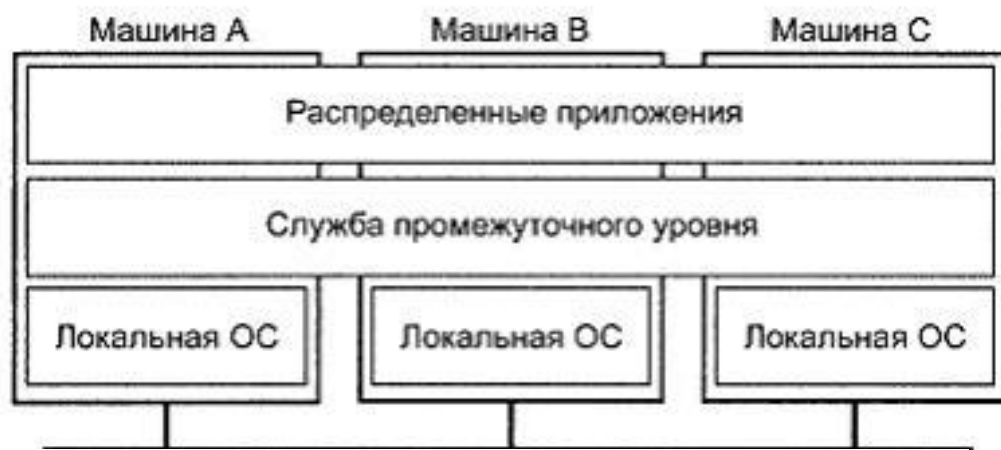 Машина A
Машина B
Машина C
Распределенные приложения
Служба промежуточного уровня
Локальная ОС
Локальная ОС
Локальная ОС